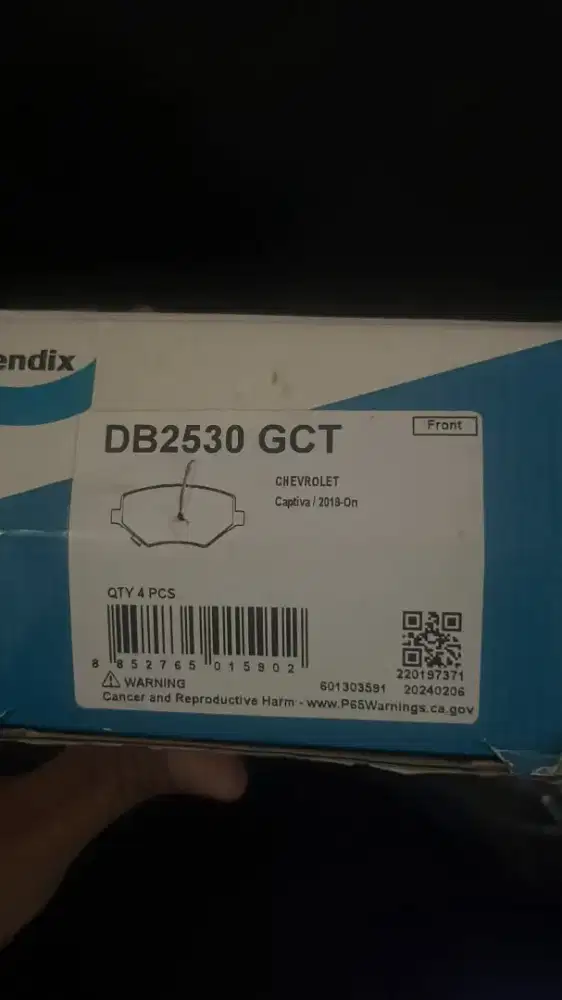 endix
DB2530 GCT
Front
CHEVROLET
Captiva / 2019-On
QTY 4 PCS
8 852765 015902
220197371
WARNING
601303591 20240206
Cancer and Reproductive Harm - www.P65Warnings.ca.gov